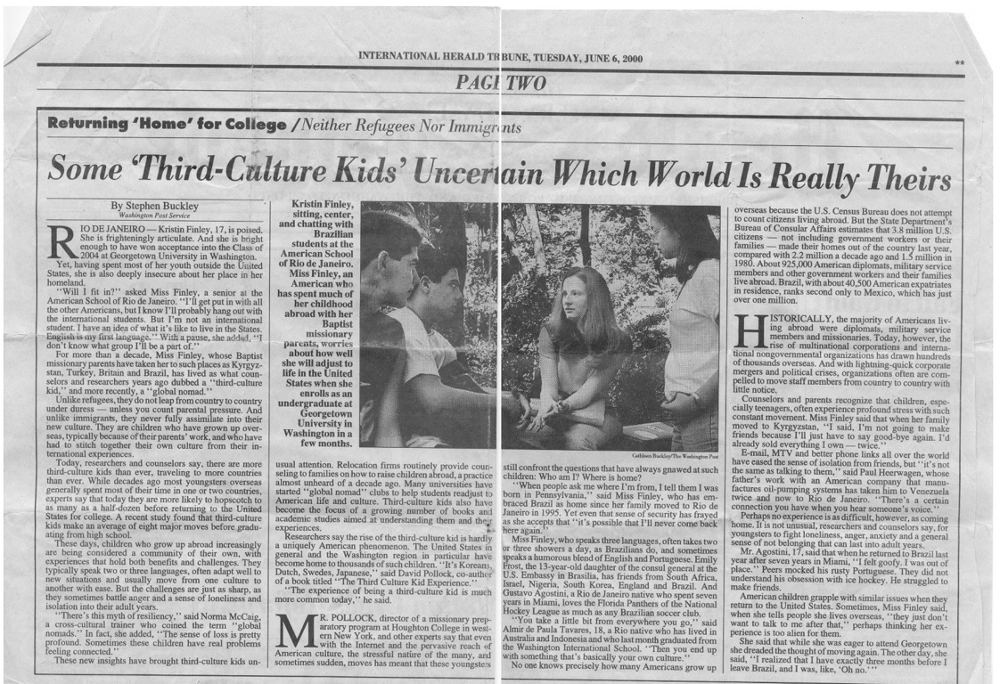 INTERNATIONAL HERALD TRIBUNE, TUESDAY, JUNE 6, 2000
**
PAGE TWO
Returning 'Home' for College / Neither Refugees Nor Immigrants
Some 'Third-Culture Kids' Uncertain Which World Is Really Theirs
By Stephen Buckley
Washington Post Service
RIO DE JANEIRO — Kristin Finley, 17, is poised.
She is frighteningly articulate. And she is bright
enough to have won acceptance into the Class of
2004 at Georgetown University in Washington.
Yet, having spent most of her youth outside the United
States, she is also deeply insecure about her place in her
homeland.
"Will I fit in?" asked Miss Finley, a senior at the
American School of Rio de Janeiro. "I'll get put in with all
the other Americans, but I know I'll probably hang out with
the international students. But I'm not an international
student. I have an idea of what it's like to live in the States.
English is my first language." With a pause, she added, "I
don't know what group I'll be a part of."
For more than a decade, Miss Finley, whose Baptist
missionary parents have taken her to such places as Kyrgyz-
stan, Turkey, Britain and Brazil, has lived as what coun-
selors and researchers years ago dubbed a "third-culture
kid," and more recently, a "global nomad."
Unlike refugees, they do not leap from country to country
under duress — unless you count parental pressure. And
unlike immigrants, they never fully assimilate into their
new culture. They are children who have grown up over-
seas, typically because of their parents' work, and who have
had to stitch together their own culture from their in-
ternational experiences.
Today, researchers and counselors say, there are more
third-culture kids than ever, traveling to more countries
than ever. While decades ago most youngsters overseas
generally spent most of their time in one or two countries,
experts say that today they are more likely to hopscotch to
as many as a half-dozen before returning to the United
States for college. A recent study found that third-culture
kids make an average of eight major moves before gradu-
ating from high school.
These days, children who grow up abroad increasingly
are being considered a community of their own, with
experiences that hold both benefits and challenges. They
typically speak two or three languages, often adapt well to
new situations and usually move from one culture to
another with ease. But the challenges are just as sharp, as
they sometimes battle anger and a sense of loneliness and
isolation into their adult years.
"There's this myth of resiliency," said Norma McCaig,
a cross-cultural trainer who coined the term "global
nomads." In fact, she added, "The sense of loss is pretty
profound. Sometimes these children have real problems
feeling connected."
These new insights have brought third-culture kids un-
Kristin Finley,
sitting, center,
and chatting with
Brazilian
students at the
American School
of Rio de Janeiro.
Miss Finley, an
American who
has spent much of
her childhood
abroad with her
Baptist
missionary
parents, worries
about how well
she will adjust to
life in the United
States when she
enrolls as an
undergraduate at
Georgetown
University in
Washington in a
few months.
Cathleen Buckley/The Washington Post
usual attention. Relocation firms routinely provide coun-
seling to families on how to raise children abroad, a practice
almost unheard of a decade ago. Many universities have
started "global nomad" clubs to help students readjust to
American life and culture. Third-culture kids also have
become the focus of a growing number of books and
academic studies aimed at understanding them and their
experiences.
Researchers say the rise of the third-culture kid is hardly
a uniquely American phenomenon. The United States in
general and the Washington region in particular have
become home to thousands of such children. "It's Koreans,
Dutch, Swedes, Japanese," said David Pollock, co-author
of a book titled "The Third Culture Kid Experience."
"The experience of being a third-culture kid is much
more common today," he said.
MR. POLLOCK, director of a missionary prep-
aratory program at Houghton College in west-
ern New York, and other experts say that even
with the Internet and the pervasive reach of
American culture, the stressful nature of the many, and
sometimes sudden, moves has meant that these youngsters
still confront the questions that have always gnawed at such
children: Who am I? Where is home?
"When people ask me where I'm from, I tell them I was
born in Pennsylvania," said Miss Finley, who has em-
braced Brazil as home since her family moved to Rio de
Janeiro in 1995. Yet even that sense of security has frayed
as she accepts that "it's possible that I'll never come back
here again."
Miss Finley, who speaks three languages, often takes two
or three showers a day, as Brazilians do, and sometimes
speaks a humorous blend of English and Portuguese. Emily
Frost, the 13-year-old daughter of the consul general at the
U.S. Embassy in Brasilia, has friends from South Africa,
Israel, Nigeria, South Korea, England and Brazil. And
Gustavo Agostini, a Rio de Janeiro native who spent seven
years in Miami, loves the Florida Panthers of the National
Hockey League as much as any Brazilian soccer club.
"You take a little bit from everywhere you go," said
Almir de Paula Tavares, 18, a Rio native who has lived in
Australia and Indonesia and who last month graduated from
the Washington International School. "Then you end up
with something that's basically your own culture."
No one knows precisely how many Americans grow up
overseas because the U.S. Census Bureau does not attempt
to count citizens living abroad. But the State Department's
Bureau of Consular Affairs estimates that 3.8 million U.S.
citizens — not including government workers or their
families — made their homes out of the country last year,
compared with 2.2 million a decade ago and 1.5 million in
1980. About 925,000 American diplomats, military service
members and other government workers and their families
live abroad. Brazil, with about 40,500 American expatriates
in residence, ranks second only to Mexico, which has just
over one million.
HISTORICALLY, the majority of Americans liv-
ing abroad were diplomats, military service
members and missionaries. Today, however, the
rise of multinational corporations and interna-
tional nongovernmental organizations has drawn hundreds
of thousands overseas. And with lightning-quick corporate
mergers and political crises, organizations often are com-
pelled to move staff members from country to country with
little notice.
Counselors and parents recognize that children, espe-
cially teenagers, often experience profound stress with such
constant movement. Miss Finley said that when her family
moved to Kyrgyzstan, "I said, I'm not going to make
friends because I'll just have to say good-bye again. I'd
already sold everything I own — twice."
E-mail, MTV and better phone links all over the world
have eased the sense of isolation from friends, but "it's not
the same as talking to them," said Paul Heerwagen, whose
father's work with an American company that manu-
factures oil-pumping systems has taken him to Venezuela
twice and now to Rio de Janeiro. "There's a certain
connection you have when you hear someone's voice."
Perhaps no experience is as difficult, however, as coming
home. It is not unusual, researchers and counselors say, for
youngsters to fight loneliness, anger, anxiety and a general
sense of not belonging that can last into adult years.
Mr. Agostini, 17, said that when he returned to Brazil last
year after seven years in Miami, "I felt goofy. I was out of
place." Peers mocked his rusty Portuguese. They did not
understand his obsession with ice hockey. He struggled to
make friends.
American children grapple with similar issues when they
return to the United States. Sometimes, Miss Finley said,
when she tells people she lives overseas, "they just don't
want to talk to me after that," perhaps thinking her ex-
perience is too alien for them.
She said that while she was eager to attend Georgetown
she dreaded the thought of moving again. The other day, she
said, "I realized that I have exactly three months before I
leave Brazil, and I was, like, 'Oh no.'"